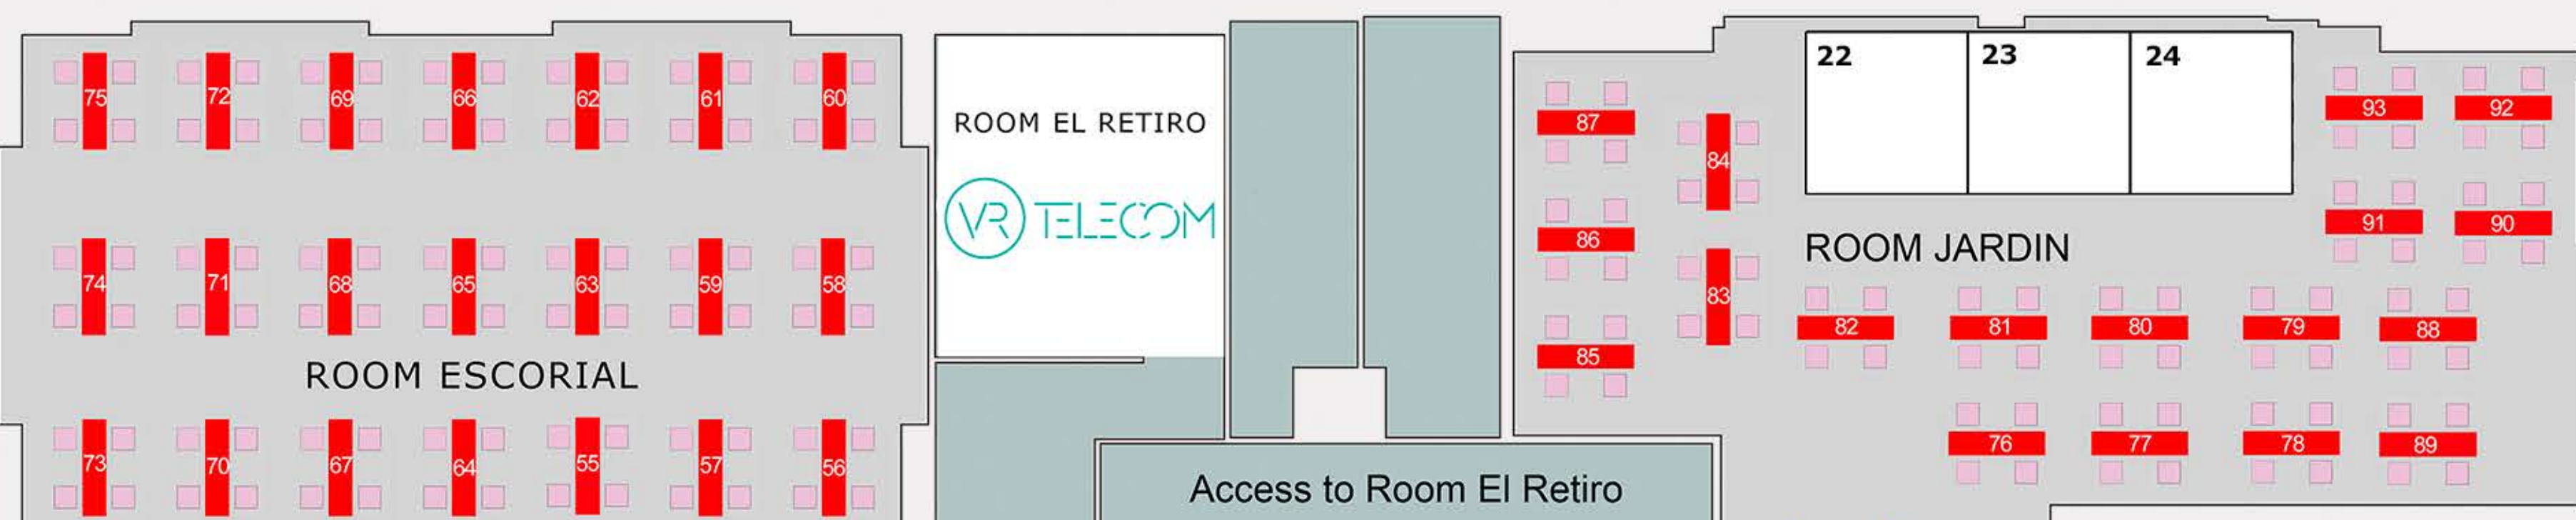 75 72 69 66 62 61 60
74 71 68 65 63 59 58
ROOM ESCORIAL
73 70 67 64 55 57 56
ROOM EL RETIRO
VR TELECOM
Access to Room El Retiro
22 23 24
87 84 93 92
86 91 90
ROOM JARDIN
83
85 82 81 80 79 88
76 77 78 89